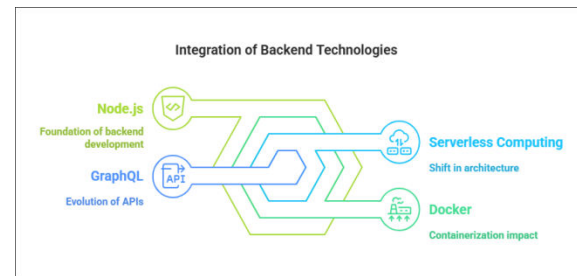 Integration of Backend Technologies
Node.js
Foundation of backend
development
GraphQL
Evolution of APIs
API
Serverless Computing
Shift in architecture
Docker
Containerization impact